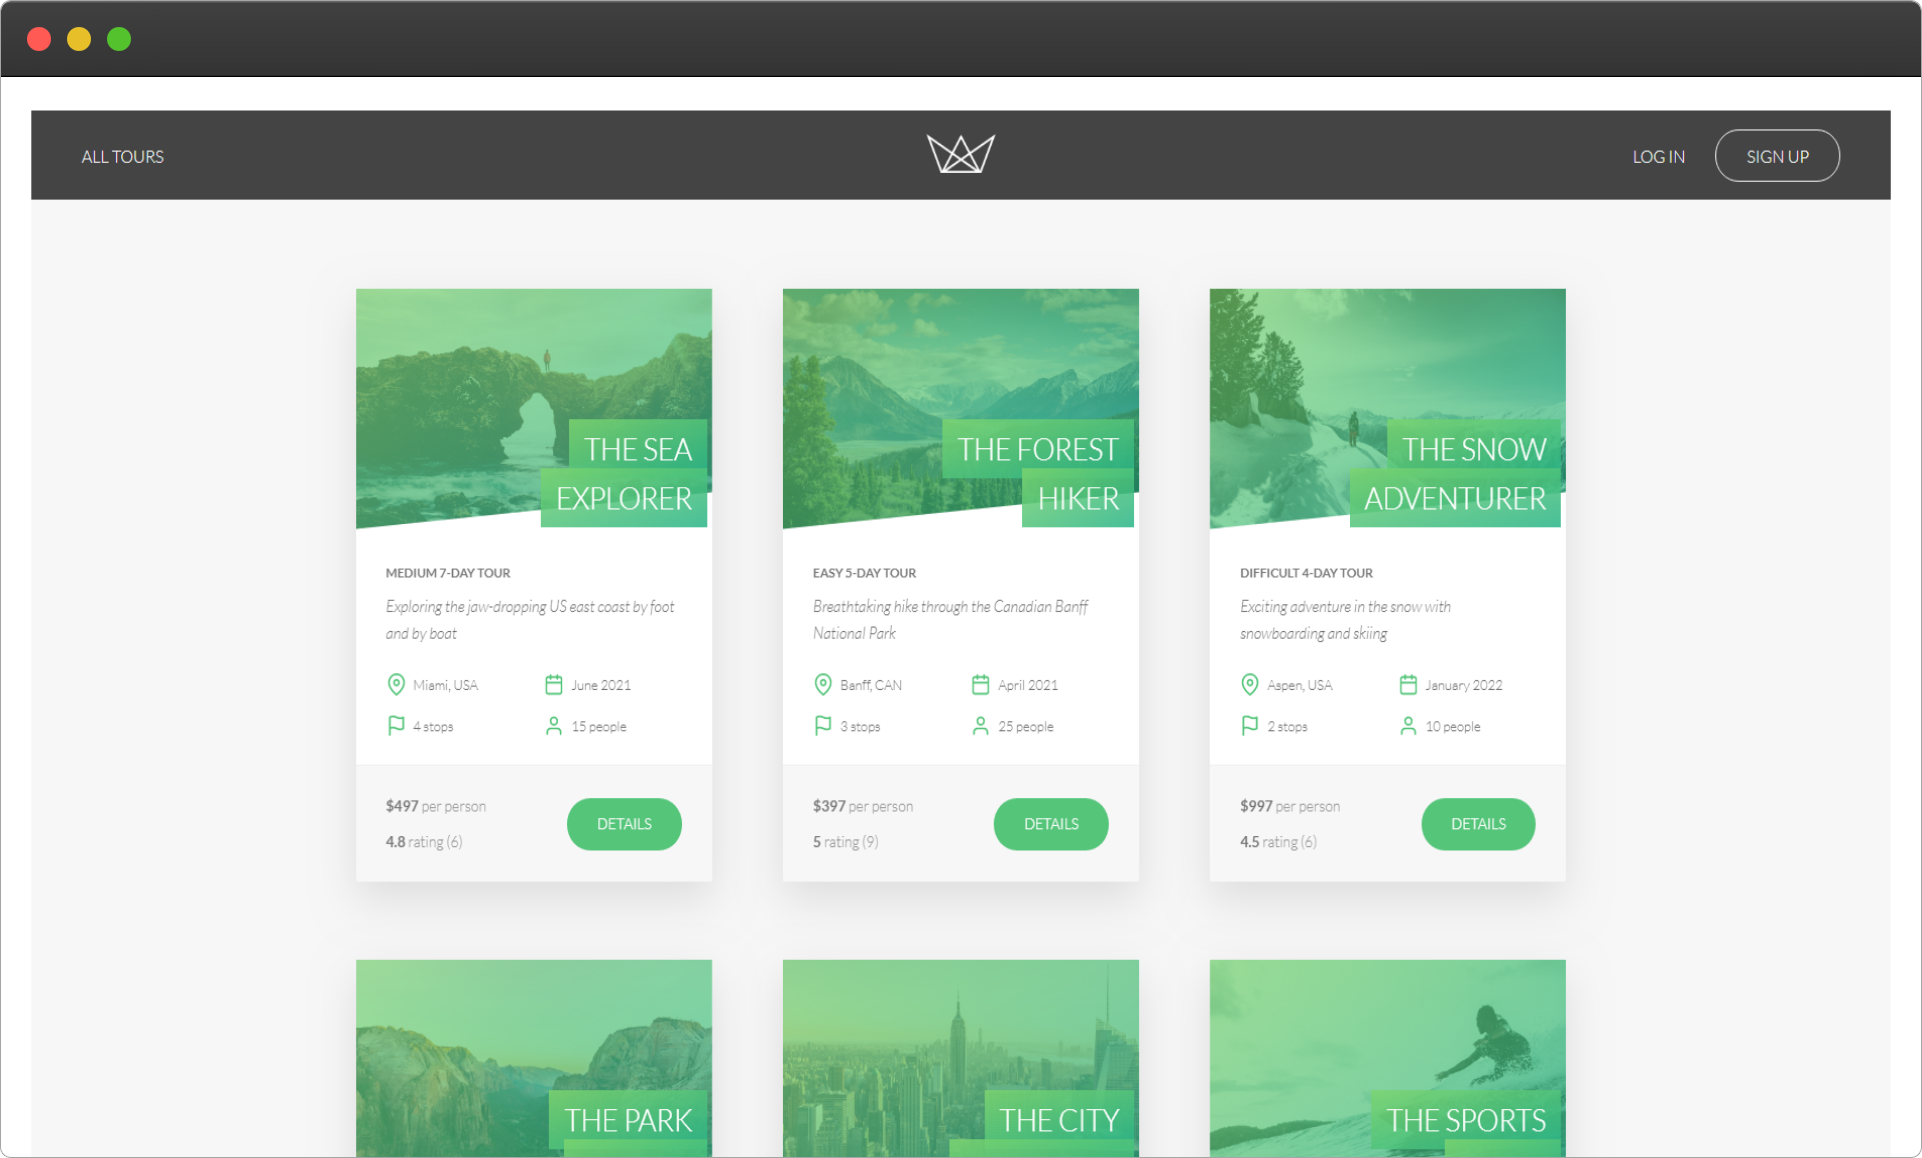 ALL TOURS
LOG IN
SIGN UP
THE SEA
EXPLORER
MEDIUM 7-DAY TOUR
Exploring the jaw-dropping US east coast by foot
and by boat
Miami, USA
June 2021
4 stops
15 people
$497 per person
4.8 rating (6)
DETAILS
THE FOREST
HIKER
EASY 5-DAY TOUR
Breathtaking hike through the Canadian Banff
National Park
Banff, CAN
April 2021
3 stops
25 people
$397 per person
5 rating (9)
DETAILS
THE SNOW
ADVENTURER
DIFFICULT 4-DAY TOUR
Exciting adventure in the snow with
snowboarding and skiing
Aspen, USA
January 2022
2 stops
10 people
$997 per person
4.5 rating (6)
DETAILS
THE PARK
THE CITY
THE SPORTS